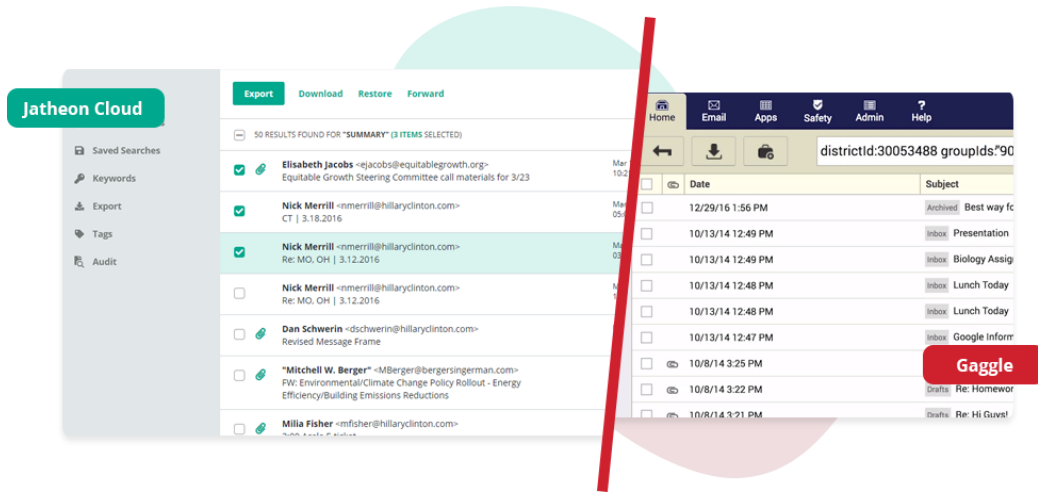 Jatheon Cloud
Saved Searches
Keywords
Export
Tags
Audit
Export Download Restore Forward
50 RESULTS FOUND FOR "SUMMARY" (3 ITEMS SELECTED)
Elisabeth Jacobs <ejacobs@equitablegrowth.org> Mar
Equitable Growth Steering Committee call materials for 3/23 10:2
Nick Merrill <nmerrill@hillaryclinton.com>
CT | 3.18.2016 05:
Nick Merrill <nmerrill@hillaryclinton.com>
Re: MO, OH | 3.12.2016 03
Nick Merrill <nmerrill@hillaryclinton.com>
Re: MO, OH | 3.12.2016
Dan Schwerin <dschwerin@hillaryclinton.com>
Revised Message Frame
"Mitchell W. Berger" <MBerger@bergersingerman.com>
FW: Environmental/Climate Change Policy Rollout - Energy
Efficiency/Building Emissions Reductions
Milia Fisher <mfisher@hillaryclinton.com>
Home Email Apps Safety Admin Help
districtId:30053488 groupIds:"90
Date Subject
12/29/16 1:56 PM Archived Best way fo
10/13/14 12:49 PM Inbox Presentation
10/13/14 12:49 PM Inbox Biology Assig
10/13/14 12:48 PM Inbox Lunch Today
10/13/14 12:48 PM Inbox Lunch Today
10/13/14 12:47 PM Inbox Google Inform
10/8/14 3:25 PM
Gaggle
10/8/14 3:22 PM Drafts Re: Homewor
10/8/14 3:21 PM Drafts Re: Hi Guys!